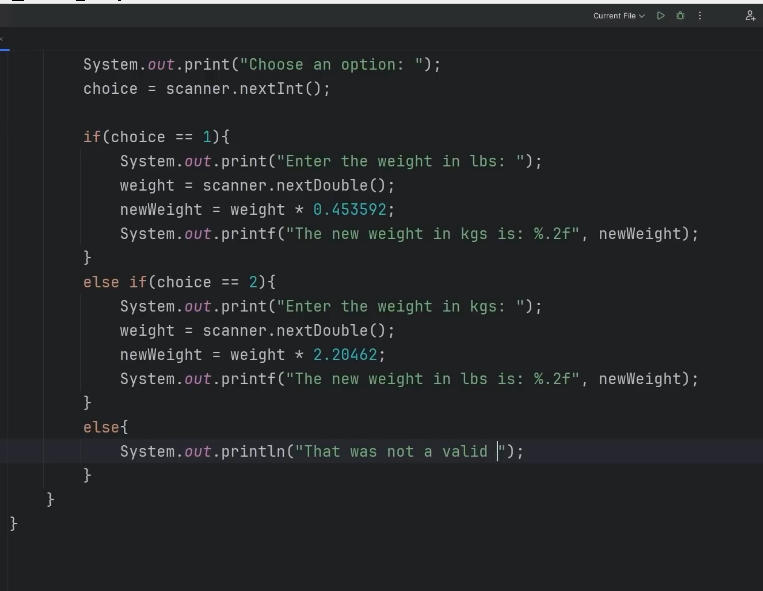 Current File
System.out.print("Choose an option: ");
choice = scanner.nextInt();
if(choice == 1){
System.out.print("Enter the weight in lbs: ");
weight = scanner.nextDouble();
newWeight = weight * 0.453592;
System.out.printf("The new weight in kgs is: %.2f", newWeight);
}
else if(choice == 2){
System.out.print("Enter the weight in kgs: ");
weight = scanner.nextDouble();
newWeight = weight * 2.20462;
System.out.printf("The new weight in lbs is: %.2f", newWeight);
}
else{
System.out.println("That was not a valid ");
}
}
}